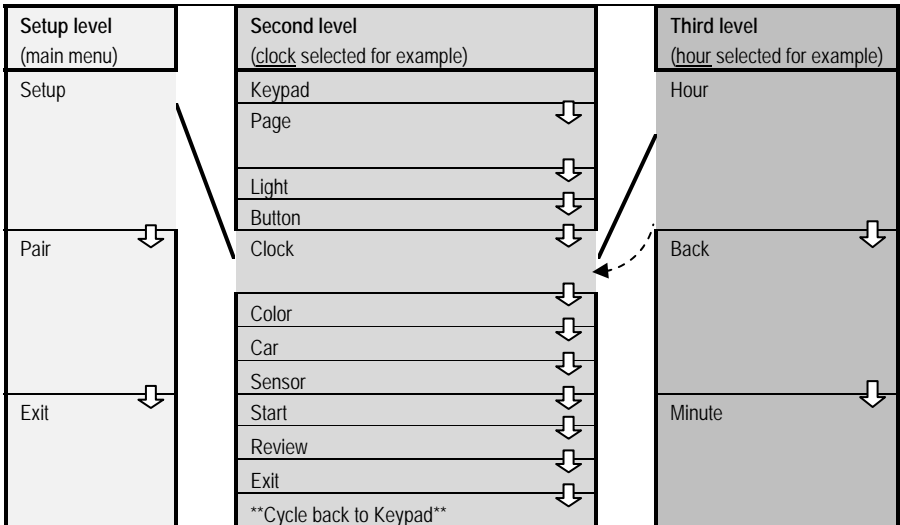 Setup level
(main menu)
Setup
Pair
Exit
Second level
(clock selected for example)
Keypad
Page
Light
Button
Clock
Color
Car
Sensor
Start
Review
Exit
**Cycle back to Keypad**
Third level
(hour selected for example)
Hour
Back
Minute